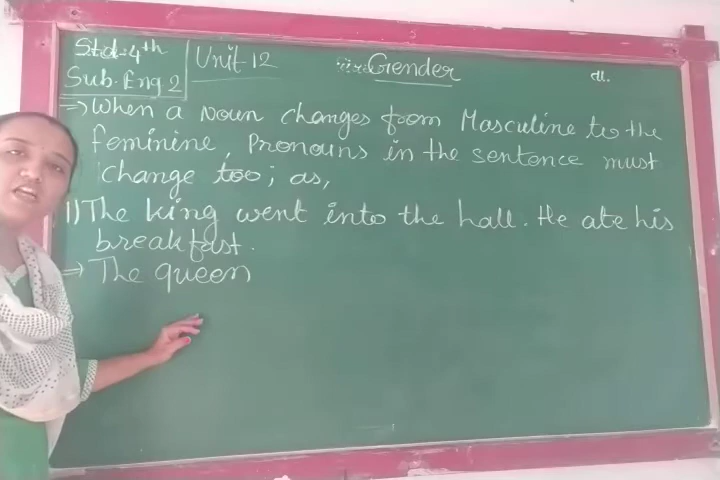 Std:4th
Sub. Eng 2
Unit-12
Gender
dt.
⇒ When a Noun changes from Masculine to the
feminine, Pronouns in the sentence must
change too; as,
1) The king went into the hall. He ate his
breakfast.
⇒ The queen